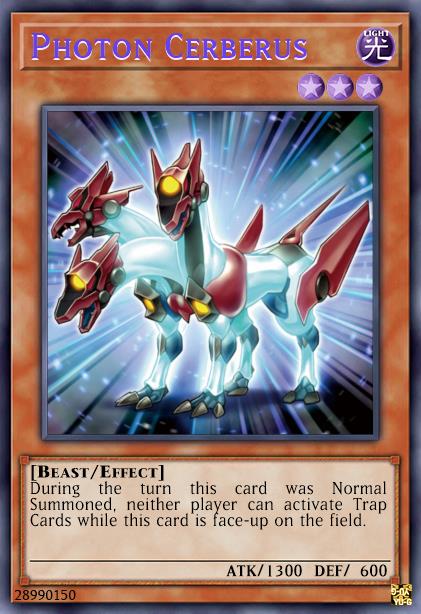 PHOTON CERBERUS
LIGHT
光
[BEAST/EFFECT]
During the turn this card was Normal
Summoned, neither player can activate Trap
Cards while this card is face-up on the field.
ATK/1300 DEF/ 600
28990150